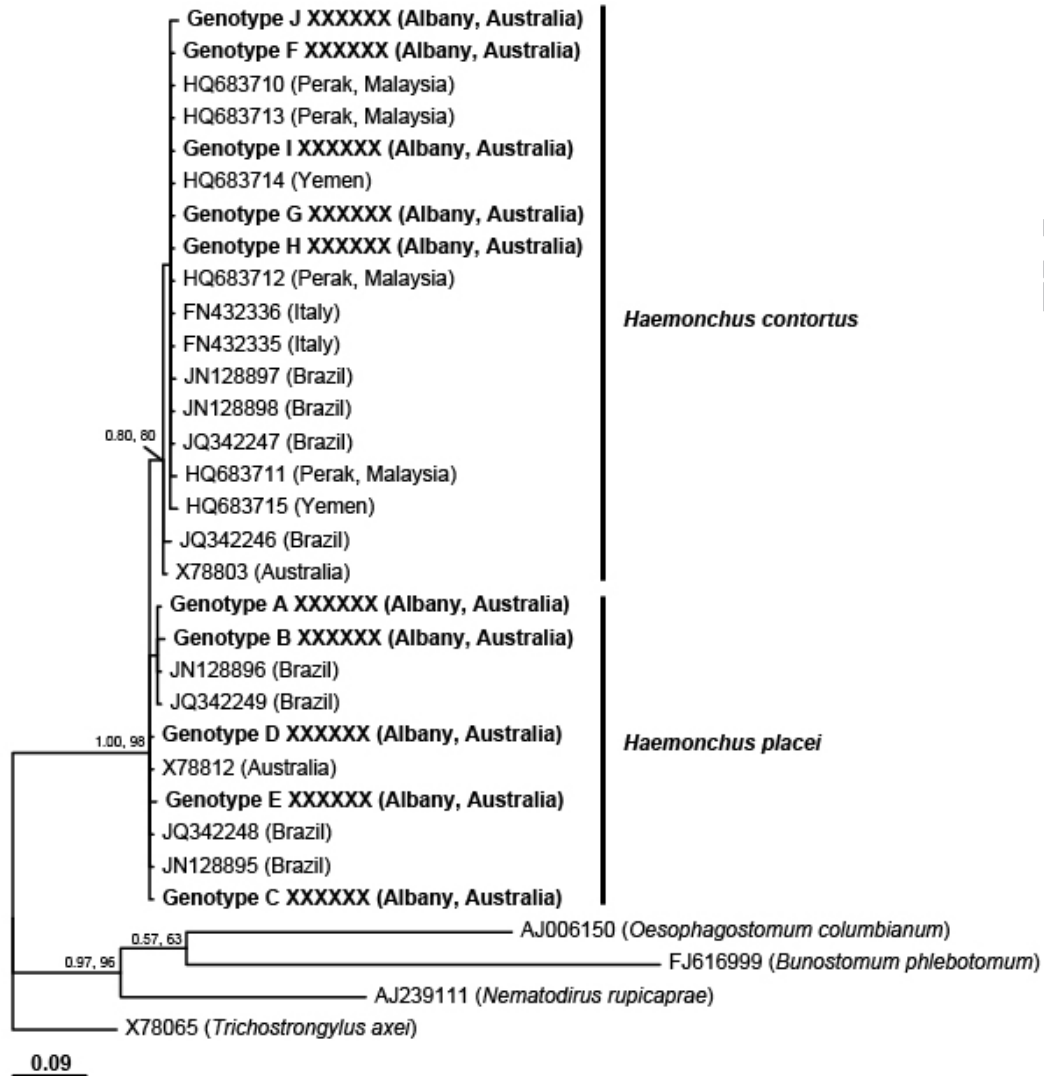 Genotype J XXXXXX (Albany, Australia)
Genotype F XXXXXX (Albany, Australia)
HQ683710 (Perak, Malaysia)
HQ683713 (Perak, Malaysia)
Genotype I XXXXXX (Albany, Australia)
HQ683714 (Yemen)
Genotype G XXXXXX (Albany, Australia)
Genotype H XXXXXX (Albany, Australia)
HQ683712 (Perak, Malaysia)
FN432336 (Italy)
Haemonchus contortus
FN432335 (Italy)
JN128897 (Brazil)
JN128898 (Brazil)
0.80, 80
JQ342247 (Brazil)
HQ683711 (Perak, Malaysia)
HQ683715 (Yemen)
JQ342246 (Brazil)
X78803 (Australia)
Genotype A XXXXXX (Albany, Australia)
Genotype B XXXXXX (Albany, Australia)
JN128896 (Brazil)
JQ342249 (Brazil)
Genotype D XXXXXX (Albany, Australia)
1.00, 98
Haemonchus placei
X78812 (Australia)
Genotype E XXXXXX (Albany, Australia)
JQ342248 (Brazil)
JN128895 (Brazil)
Genotype C XXXXXX (Albany, Australia)
AJ006150 (Oesophagostomum columbianum)
0.57, 63
FJ616999 (Bunostomum phlebotomum)
0.97, 96
AJ239111 (Nematodirus rupicaprae)
X78065 (Trichostrongylus axei)
0.09